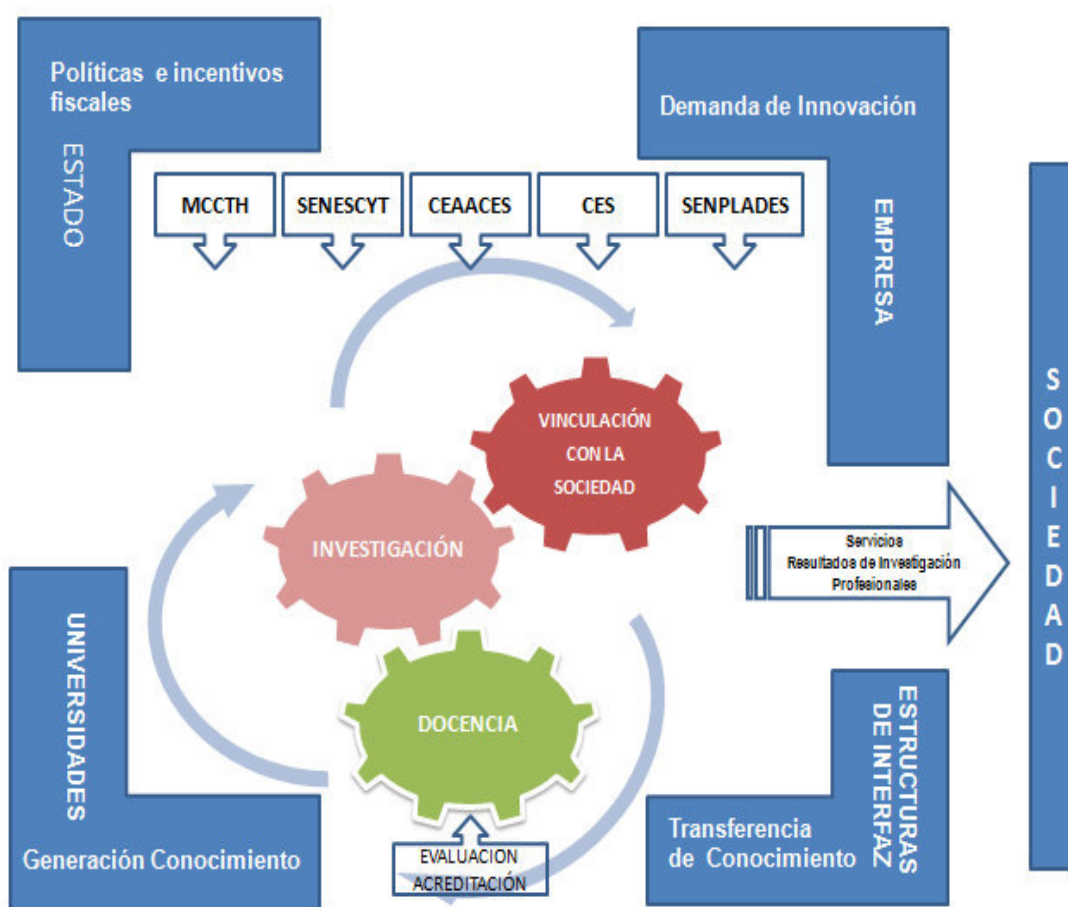 Políticas e incentivos
fiscales
ESTADO
Demanda de Innovación
EMPRESA
MCCTH
SENESCYT
CEAACES
CES
SENPLADES
VINCULACIÓN
CON LA
SOCIEDAD
INVESTIGACIÓN
DOCENCIA
EVALUACION
ACREDITACIÓN
UNIVERSIDADES
Generación Conocimiento
Servicios
Resultados de Investigación
Profesionales
ESTRUCTURAS
DE INTERFAZ
Transferencia
de Conocimiento
SOCIEDAD